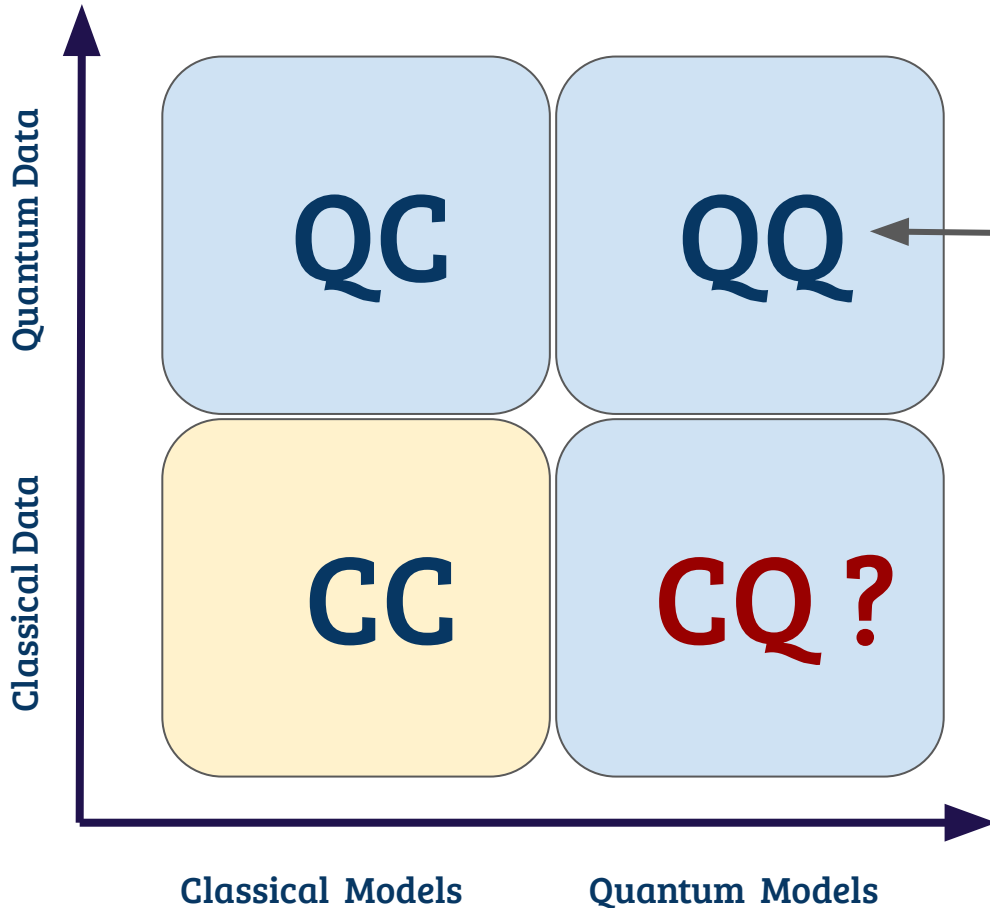 Quantum Data
QC
QQ
Classical Data
CC
CQ ?
Classical Models
Quantum Models